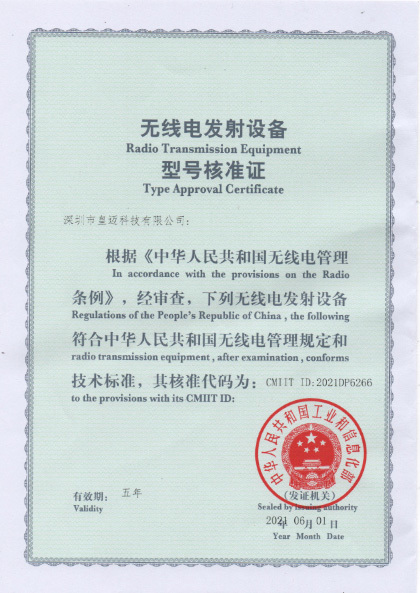 无线电发射设备
Radio Transmission Equipment
型号核准证
Type Approval Certificate
深圳市皇迈科技有限公司:
根据《中华人民共和国无线电管理
In accordance with the provisions on the Radio
条例》，经审查，下列无线电发射设备
Regulations of the People's Republic of China , the following
符合中华人民共和国无线电管理规定和
radio transmission equipment , after examination , conforms
技术标准，其核准代码为：CMIIT ID:2021DP6266
to the provisions with its CMIIT ID:
中华人民共和国工业和信息化部
有效期： 五年
（发证机关）
Validity
Sealed by issuing authority
2021 年 06 月 01 日
Year Month Date